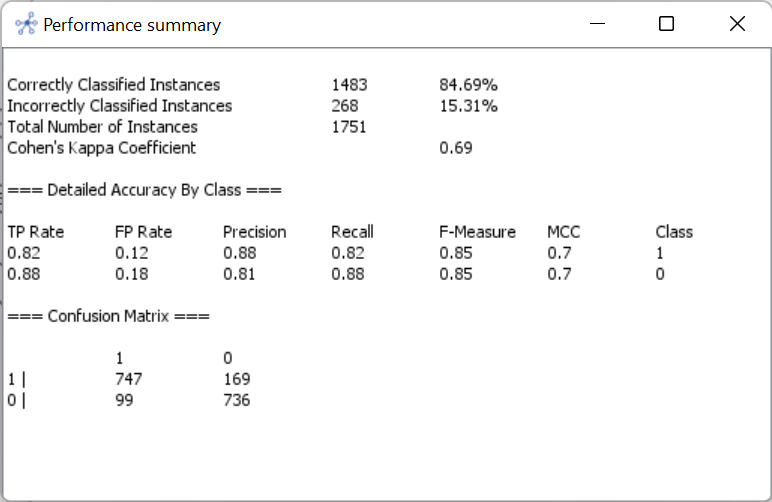 Performance summary
Correctly Classified Instances 1483 84.69%
Incorrectly Classified Instances 268 15.31%
Total Number of Instances 1751
Cohen's Kappa Coefficient 0.69
=== Detailed Accuracy By Class ===
TP Rate FP Rate Precision Recall F-Measure MCC Class
0.82 0.12 0.88 0.82 0.85 0.7 1
0.88 0.18 0.81 0.88 0.85 0.7 0
=== Confusion Matrix ===
1 0
1 | 747 169
0 | 99 736